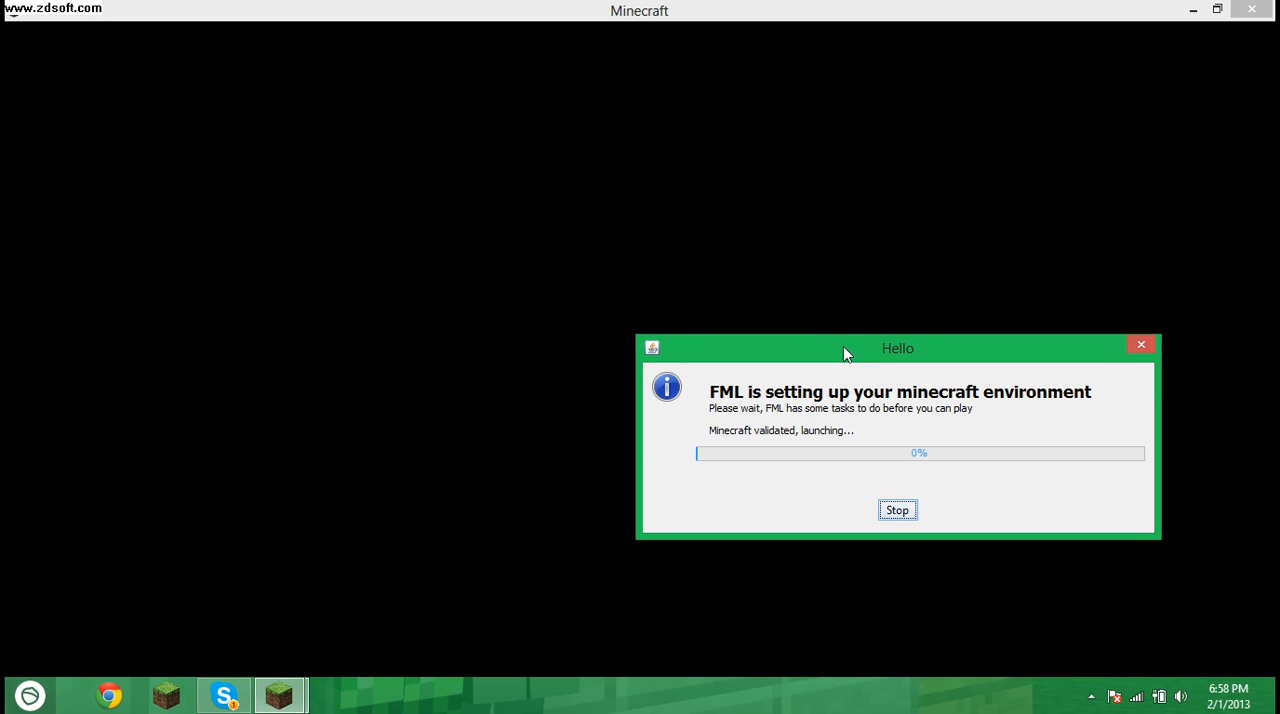 www.zdsoft.com
Minecraft
Hello
FML is setting up your minecraft environment
Please wait, FML has some tasks to do before you can play
Minecraft validated, launching...
0%
Stop
6:58 PM
2/1/2013